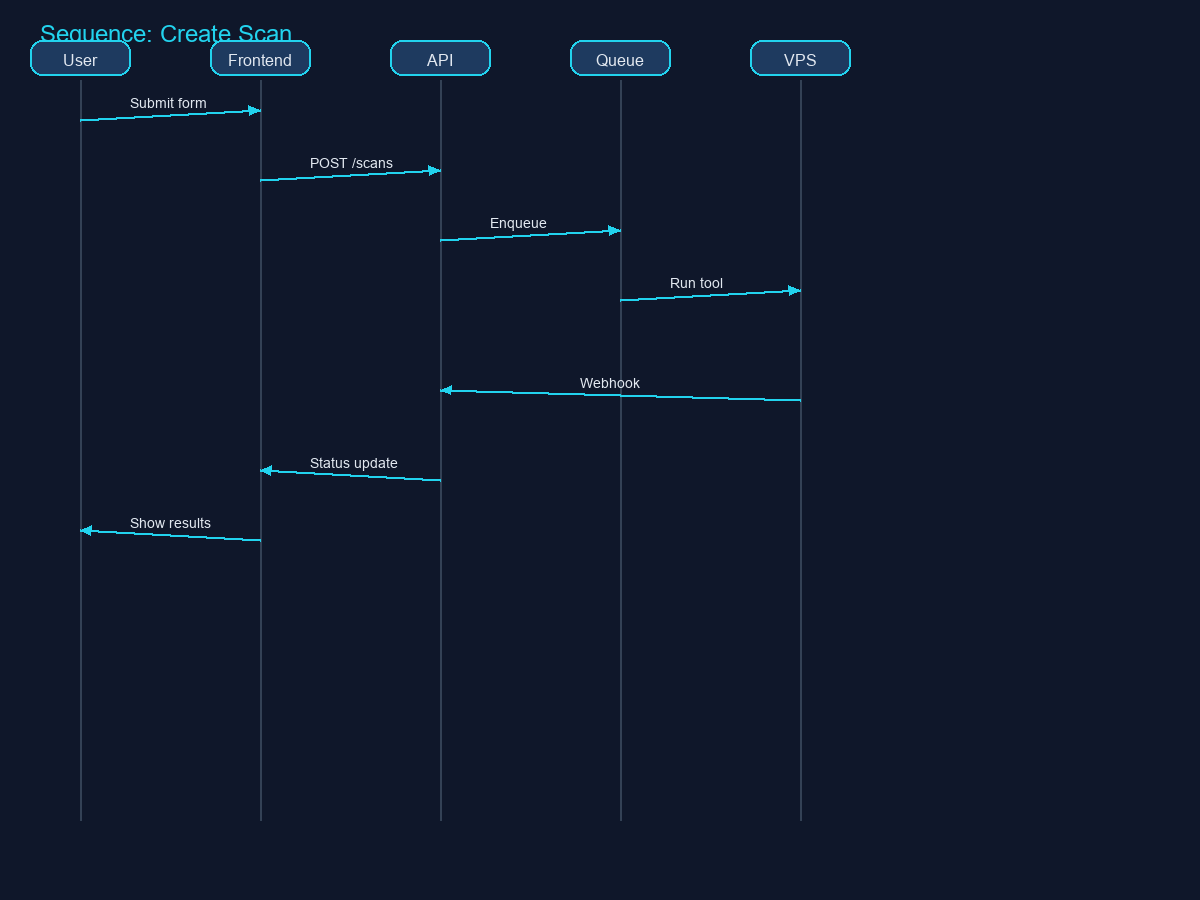 Sequence: Create Scan
User
Frontend
API
Queue
VPS
Submit form
POST /scans
Enqueue
Run tool
Webhook
Status update
Show results